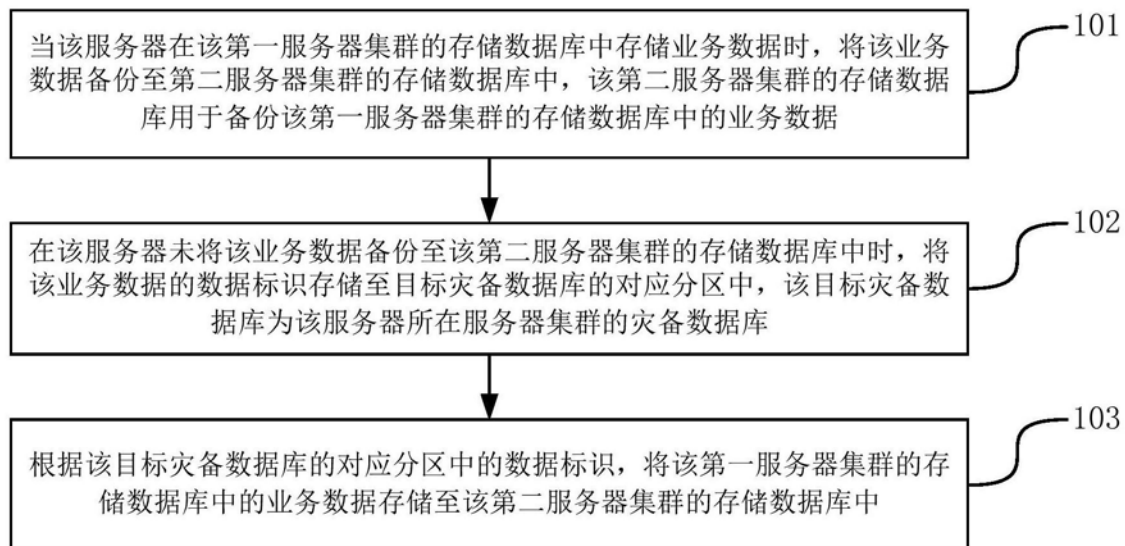 当该服务器在该第一服务器集群的存储数据库中存储业务数据时，将该业务
数据备份至第二服务器集群的存储数据库中，该第二服务器集群的存储数据
库用于备份该第一服务器集群的存储数据库中的业务数据
101
在该服务器未将该业务数据备份至该第二服务器集群的存储数据库中时，将
该业务数据的数据标识存储至目标灾备数据库的对应分区中，该目标灾备数
据库为该服务器所在服务器集群的灾备数据库
102
根据该目标灾备数据库的对应分区中的数据标识，将该第一服务器集群的存
储数据库中的业务数据存储至该第二服务器集群的存储数据库中
103